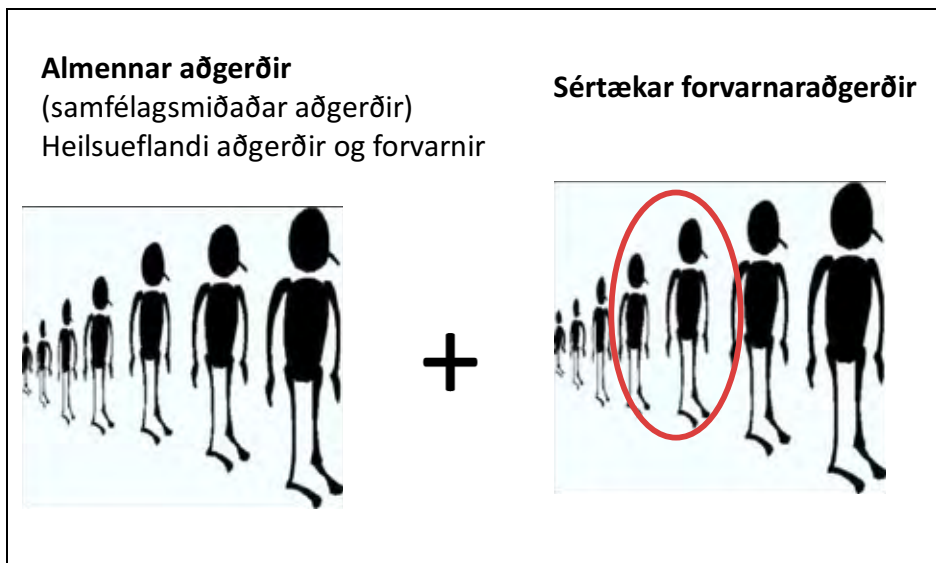 Almennar aðgerðir
(samfélagsmiðaðar aðgerðir)
Heilsueflandi aðgerðir og forvarnir
Sértækar forvarnaraðgerðir
+